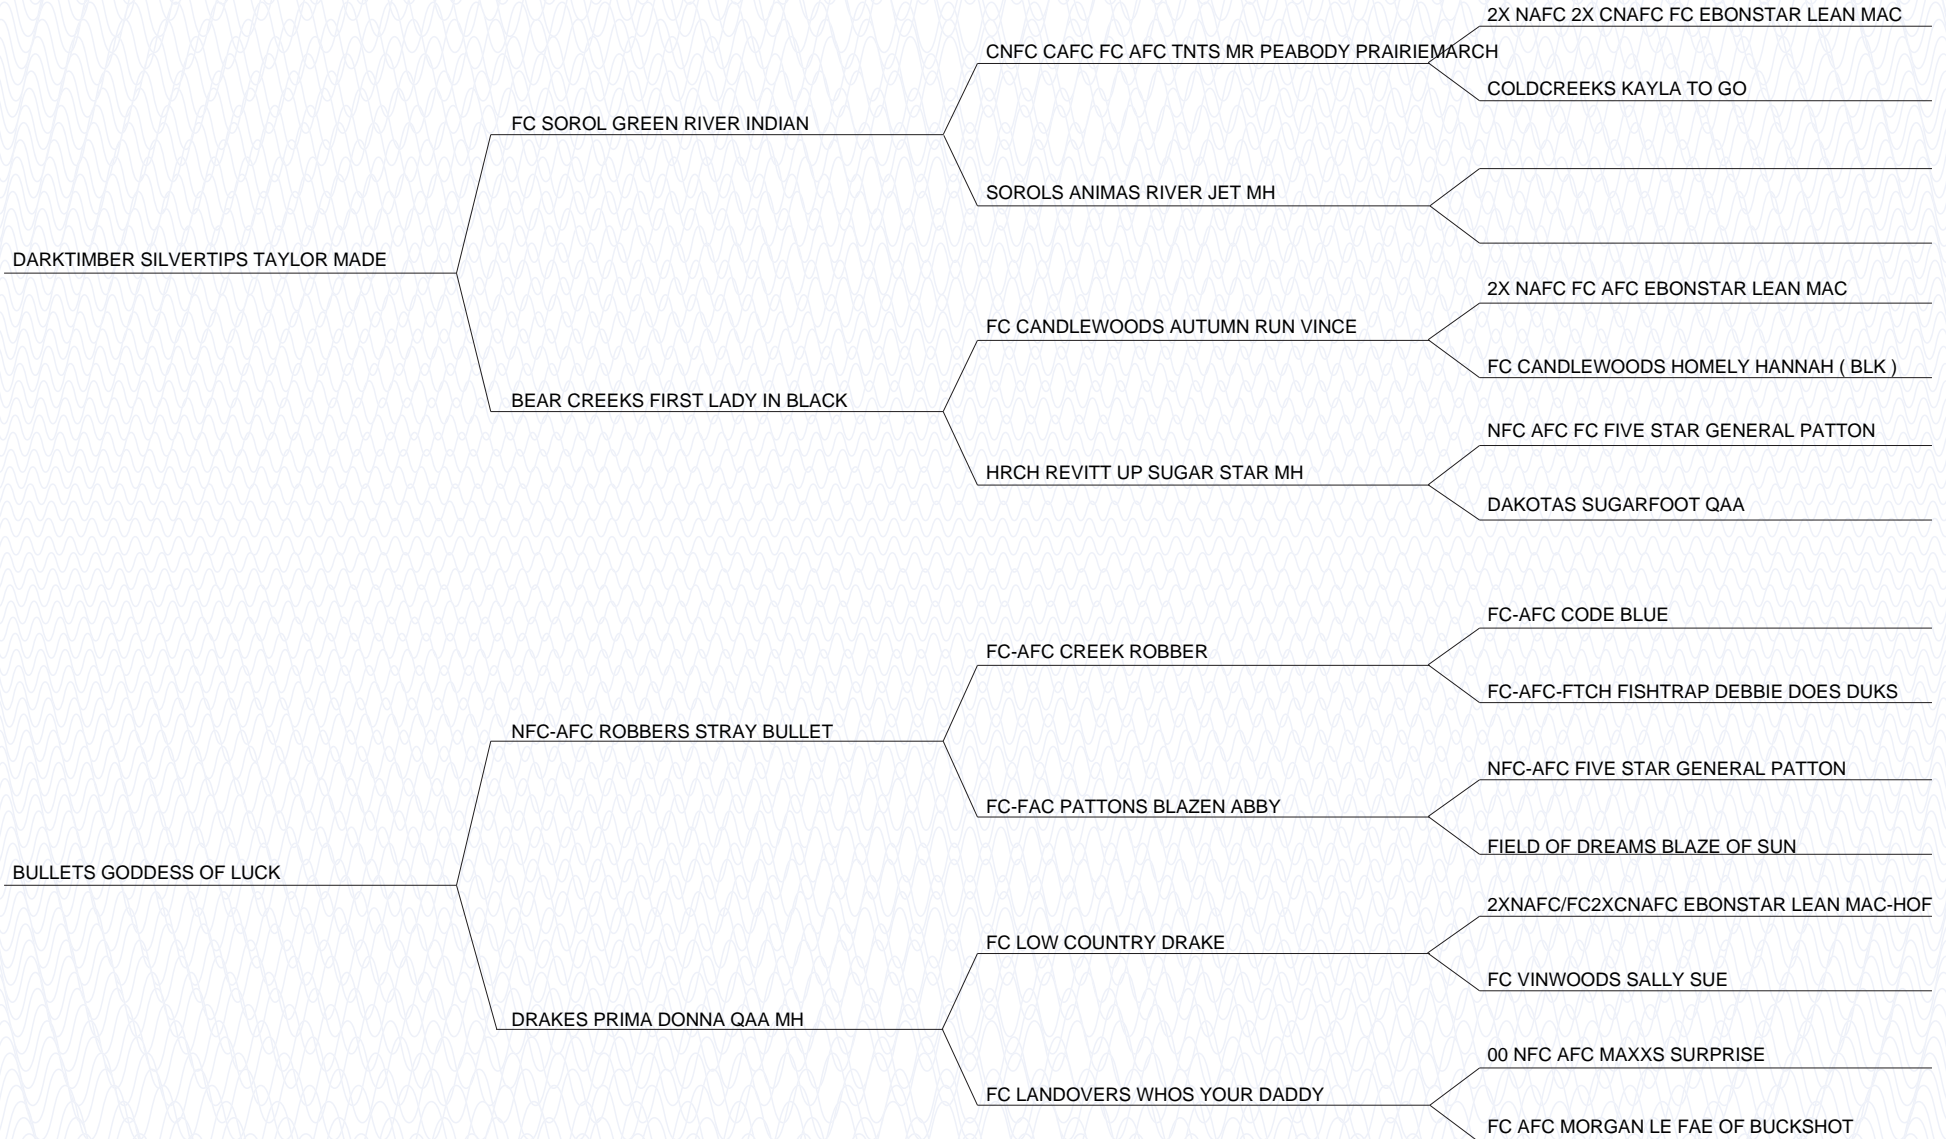 2X NAFC 2X CNAFC FC EBONSTAR LEAN MAC
CNFC CAFC FC AFC TNTS MR PEABODY PRAIRIEMARCH
COLDCREEKS KAYLA TO GO
FC SOROL GREEN RIVER INDIAN
SOROLS ANIMAS RIVER JET MH
DARKTIMBER SILVERTIPS TAYLOR MADE
2X NAFC FC AFC EBONSTAR LEAN MAC
FC CANDLEWOODS AUTUMN RUN VINCE
FC CANDLEWOODS HOMELY HANNAH ( BLK )
BEAR CREEKS FIRST LADY IN BLACK
NFC AFC FC FIVE STAR GENERAL PATTON
HRCH REVITT UP SUGAR STAR MH
DAKOTAS SUGARFOOT QAA
FC-AFC CODE BLUE
FC-AFC CREEK ROBBER
FC-AFC-FTCH FISHTRAP DEBBIE DOES DUKS
NFC-AFC ROBBERS STRAY BULLET
NFC-AFC FIVE STAR GENERAL PATTON
FC-FAC PATTONS BLAZEN ABBY
FIELD OF DREAMS BLAZE OF SUN
BULLETS GODDESS OF LUCK
2XNAFC/FC2XCNAFC EBONSTAR LEAN MAC-HOF
FC LOW COUNTRY DRAKE
FC VINWOODS SALLY SUE
DRAKES PRIMA DONNA QAA MH
00 NFC AFC MAXXS SURPRISE
FC LANDOVERS WHOS YOUR DADDY
FC AFC MORGAN LE FAE OF BUCKSHOT